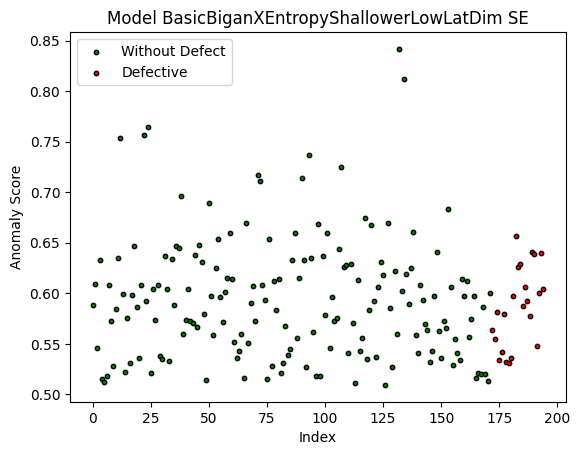 Model BasicBiganXEntropyShallowerLowLatDim SE
Without Defect
Defective
0.85
0.80
0.75
0.70
0.65
0.60
0.55
0.50
Anomaly Score
0 25 50 75 100 125 150 175 200
Index